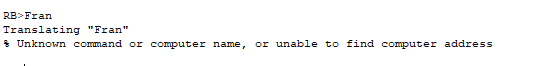 RB>Fran
Translating "Fran"
% Unknown command or computer name, or unable to find computer address